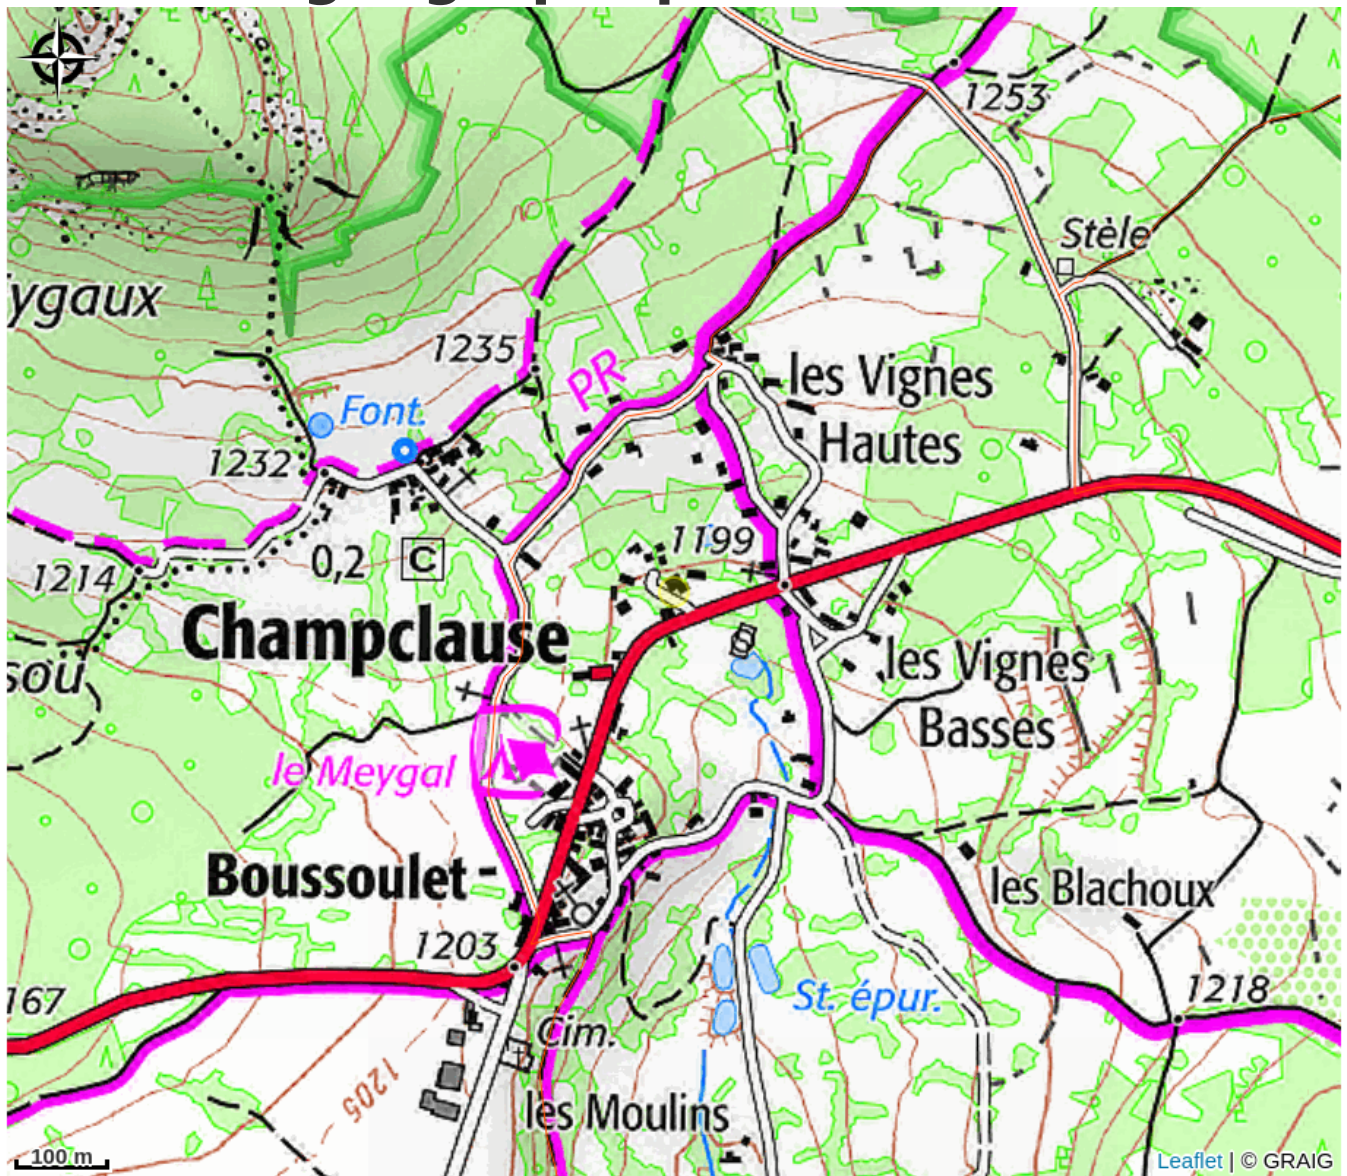 1253
Stèle
ygaux
1235
PR
les Vignes
Hautes
Font.
1232
1199
0,2
C
1214
Champclause
les Vignes
Basses
sou
le Meygal
Boussoulet
les Blachoux
1203
167
St. épur.
1218
Cim.
1205
les Moulins
100 m
Leaflet | © GRAIG